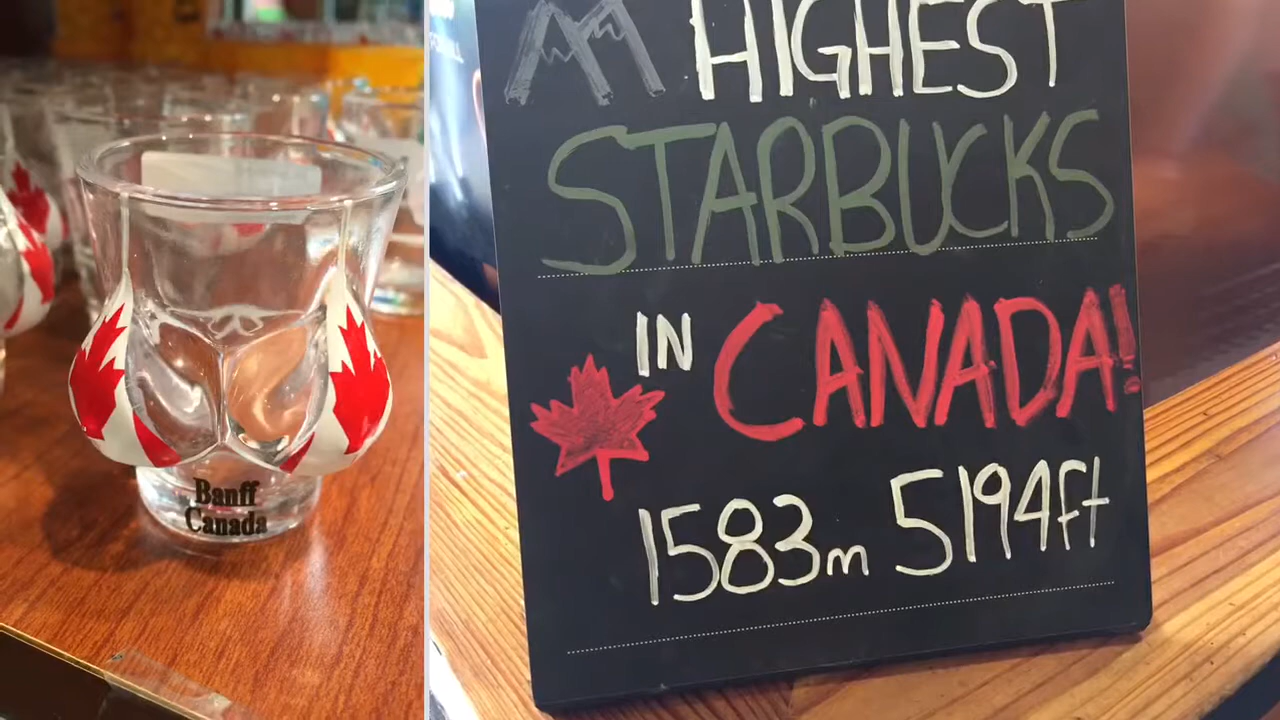 Banff
Canada
HIGHEST
STARBUCKS
IN CANADA!
1583m 5194ft